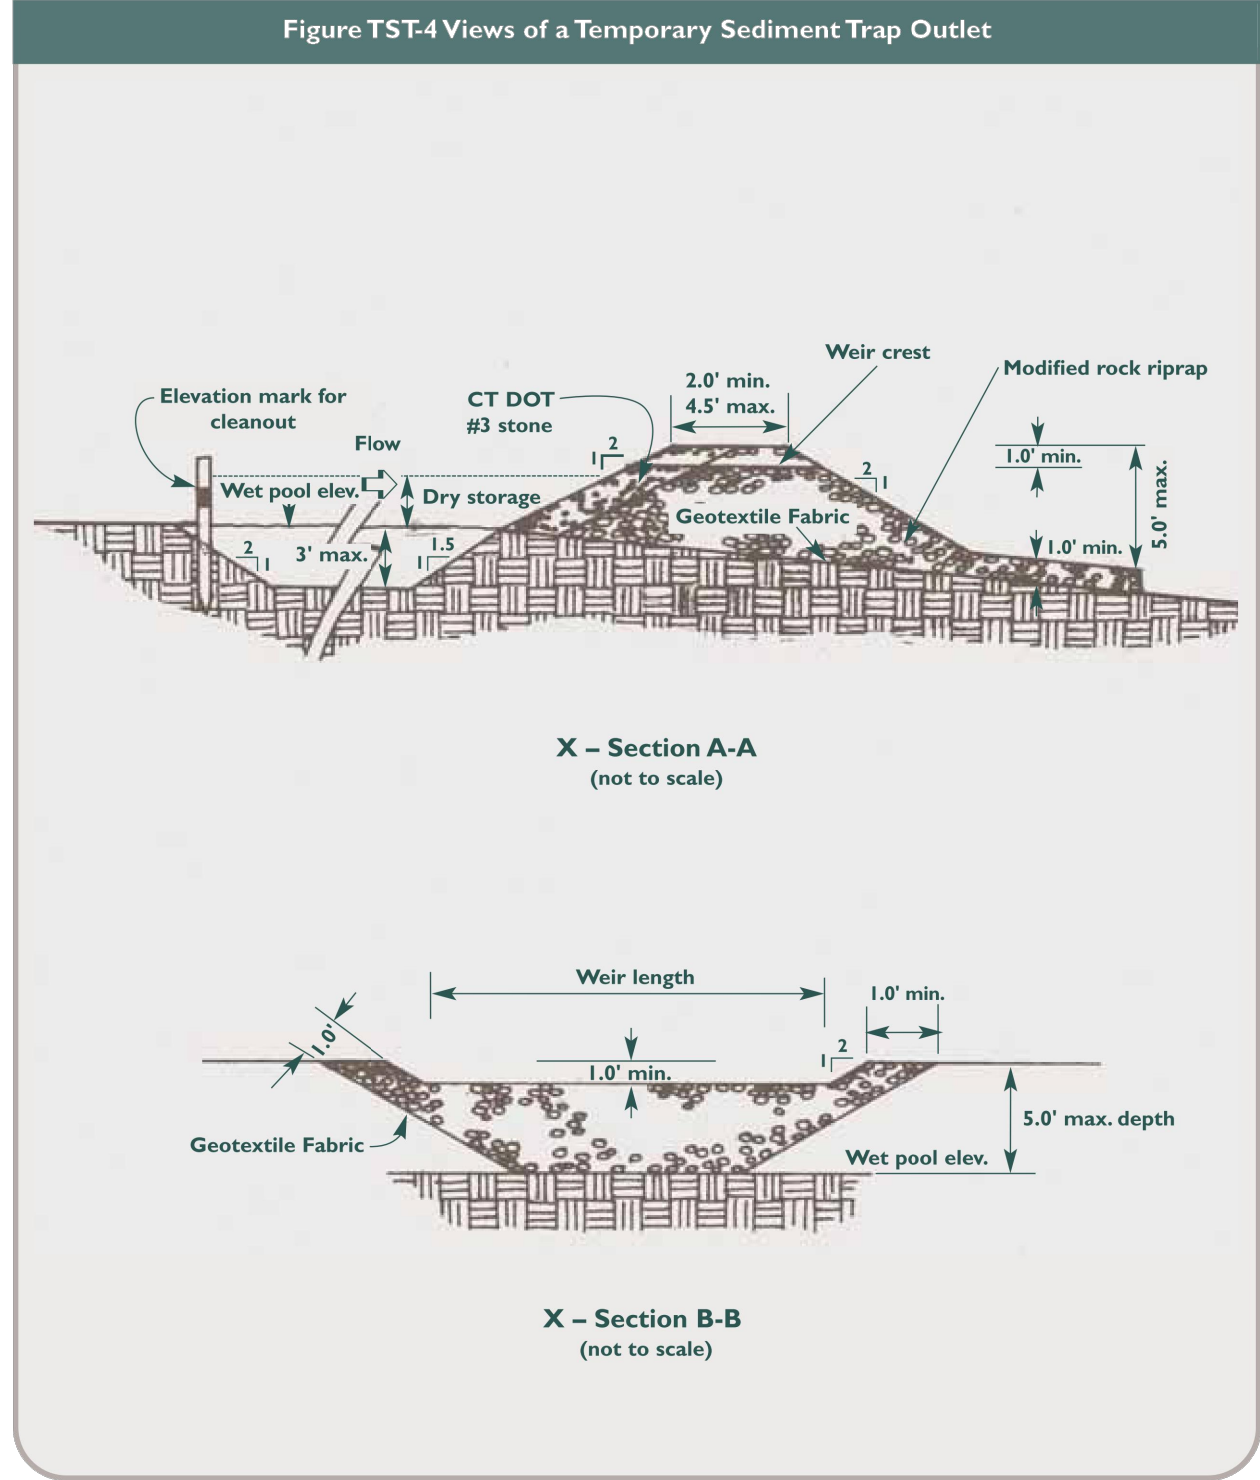 Figure TST-4 Views of a Temporary Sediment Trap Outlet
Weir crest
Modified rock riprap
2.0' min.
4.5' max.
Elevation mark for
cleanout
CT DOT
#3 stone
Flow
2
1
1.0' min.
2
1
Wet pool elev.
Dry storage
5.0' max.
Geotextile Fabric
1.5
1
2
1
3' max.
1.0' min.
X – Section A-A
(not to scale)
Weir length
1.0' min.
1.0'
2
1
1.0' min.
5.0' max. depth
Geotextile Fabric
Wet pool elev.
X – Section B-B
(not to scale)